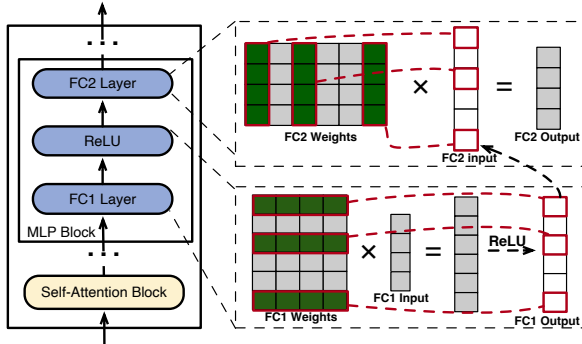 ...
FC2 Layer
ReLU
FC1 Layer
MLP Block
...
Self-Attention Block
×
=
FC2 Weights
FC2 input
FC2 Output
×
=
ReLU
FC1 Input
FC1 Weights
FC1 Output